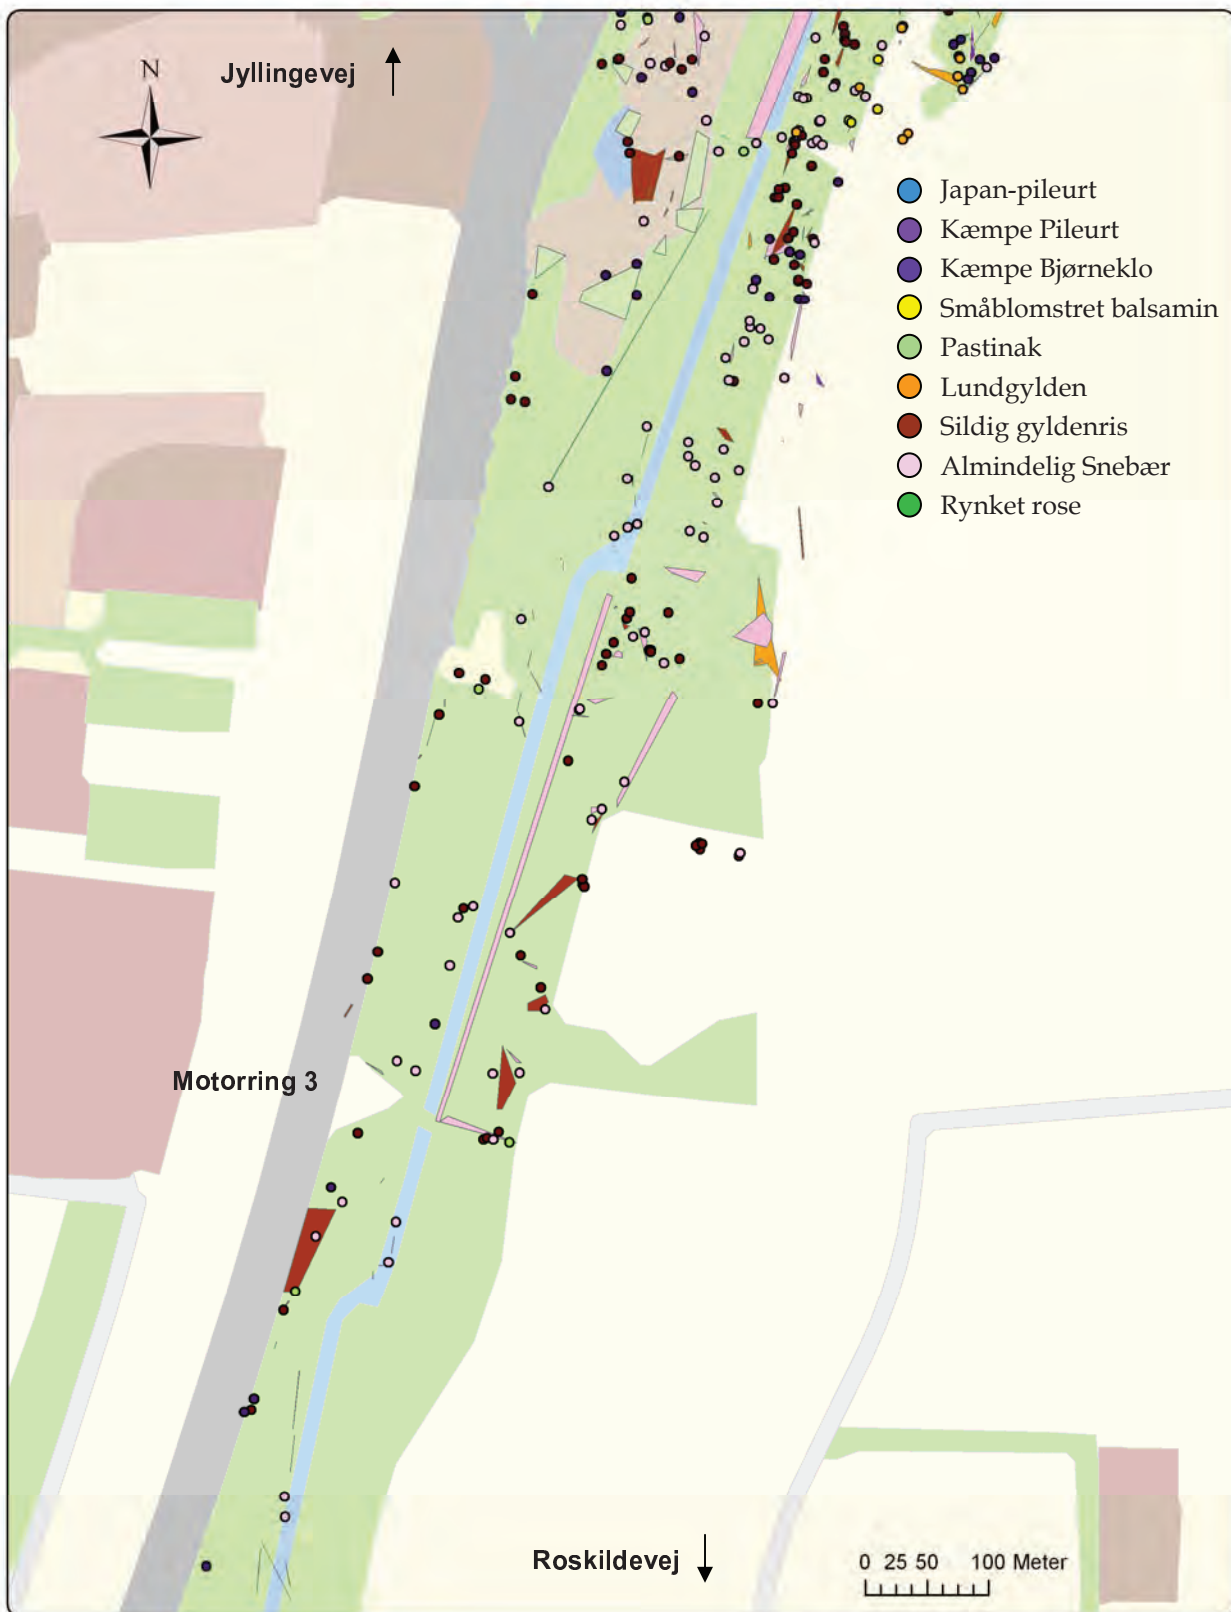 N
Jyllingevej
Japan-pileurt
Kæmpe Pileurt
Kæmpe Bjørneklo
Småblomstret balsamin
Pastinak
Lundgylden
Sildig gyldenris
Almindelig Snebær
Rynket rose
Motorring 3
Roskildevej
0 25 50 100 Meter